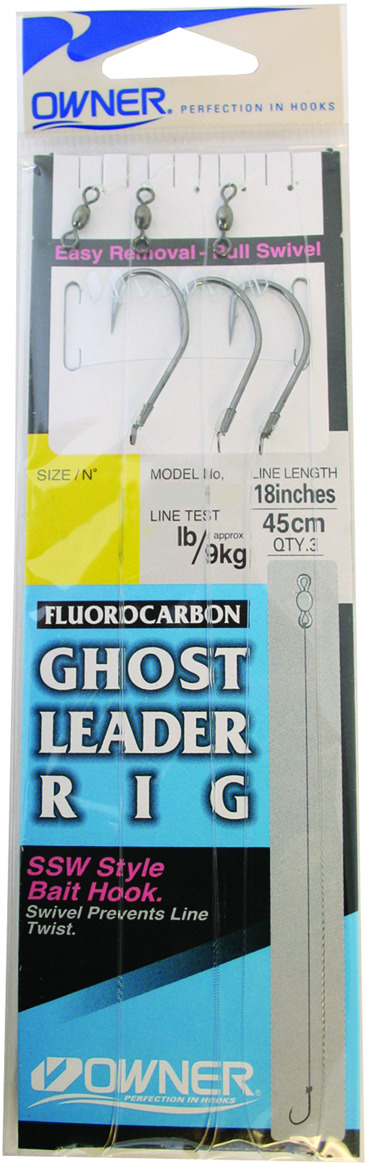 OWNER® PERFECTION IN HOOKS
Easy Removal - Pull Swivel
SIZE / N°
MODEL No,
LINE TEST
lb/approx 9kg
LINE LENGTH
18inches
45cm
QTY.3
FLUOROCARBON
GHOST
LEADER
RIG
SSW Style
Bait Hook.
Swivel Prevents Line
Twist.
OWNER®
PERFECTION IN HOOKS